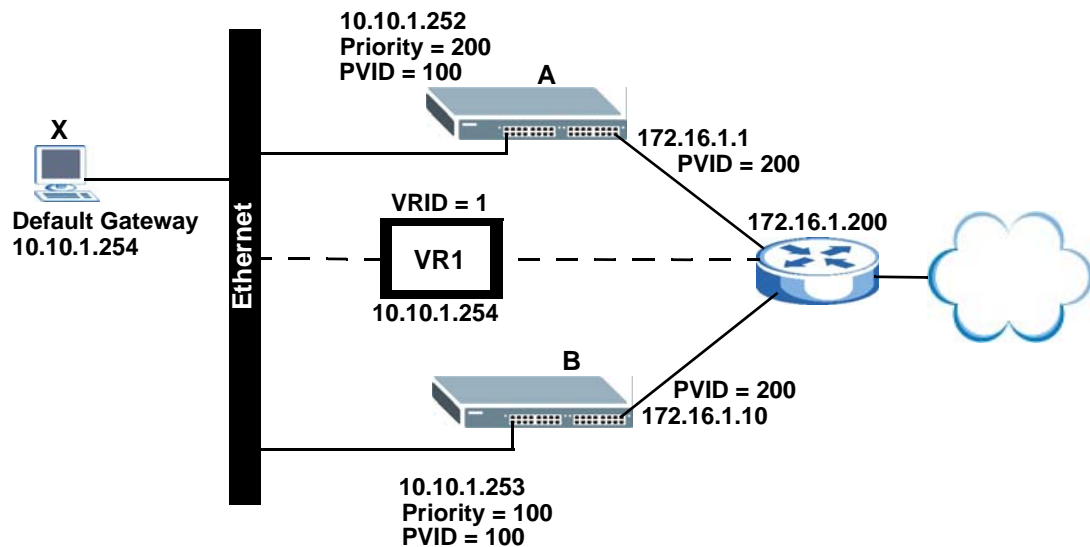 10.10.1.252
Priority = 200
PVID = 100
A
172.16.1.1
PVID = 200
X
Default Gateway
10.10.1.254
Ethernet
VRID = 1
VR1
10.10.1.254
172.16.1.200
B
PVID = 200
172.16.1.10
10.10.1.253
Priority = 100
PVID = 100